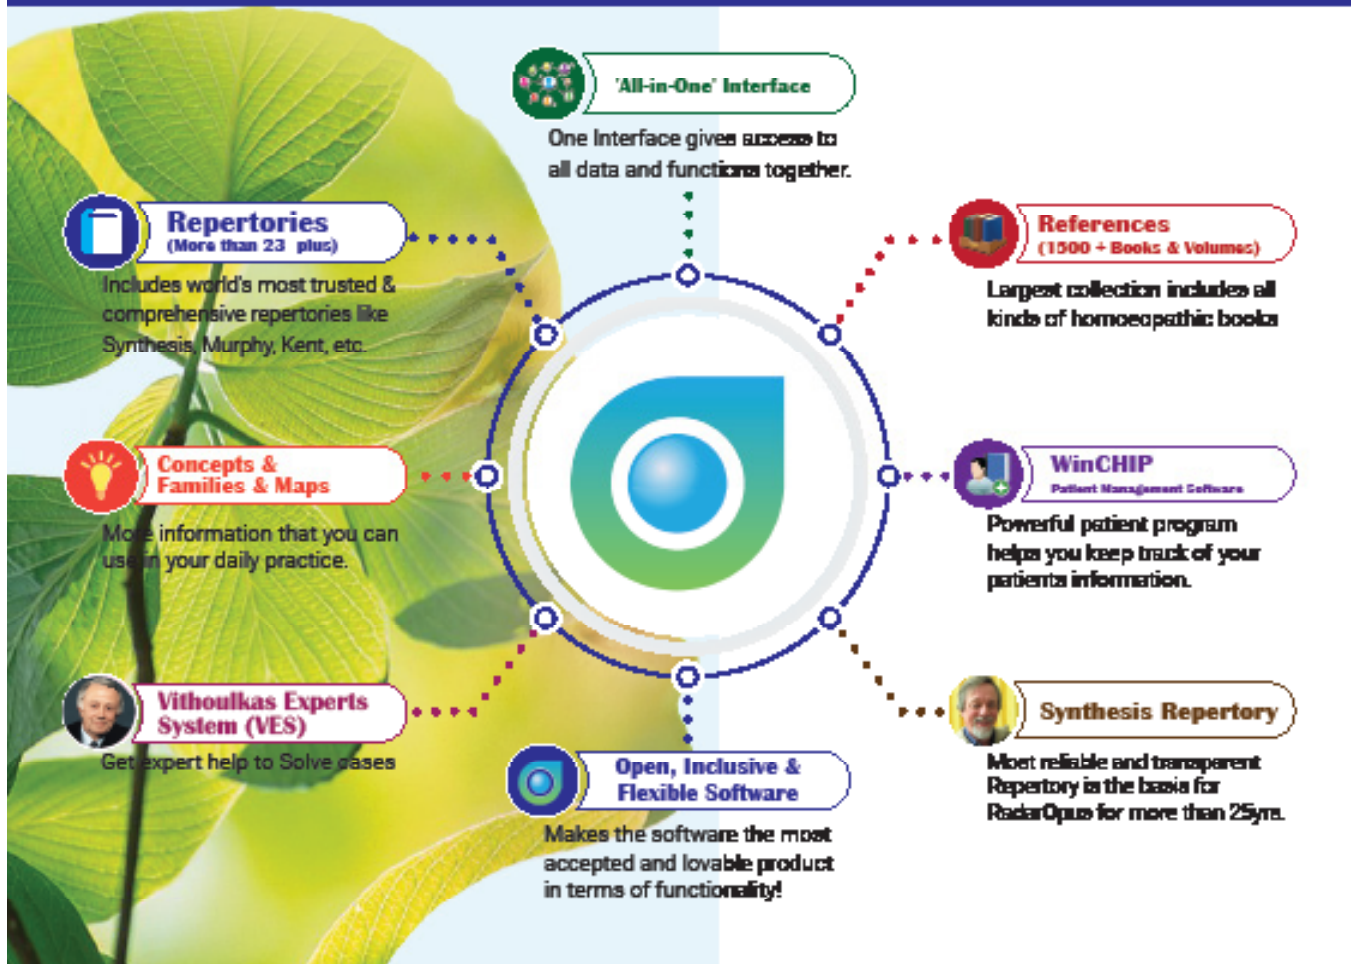 'All-in-One' Interface
One Interface gives access to
all data and functions together.
Repertories
(More than 23 plus)
Includes world's most trusted &
comprehensive repertories like
Synthesis, Murphy, Kent, etc.
References
(1500 + Books & Volumes)
Largest collection includes all
kinds of homoeopathic books
Concepts &
Families & Maps
More information that you can
use in your daily practice.
WinCHIP
Patient Management Software
Powerful patient program
helps you keep track of your
patients information.
Vithoulkas Experts
System (VES)
Get expert help to Solve cases
Synthesis Repertory
Most reliable and transparent
Repertory is the basis for
RadarOpus for more than 25yrs.
Open, Inclusive &
Flexible Software
Makes the software the most
accepted and lovable product
in terms of functionality!